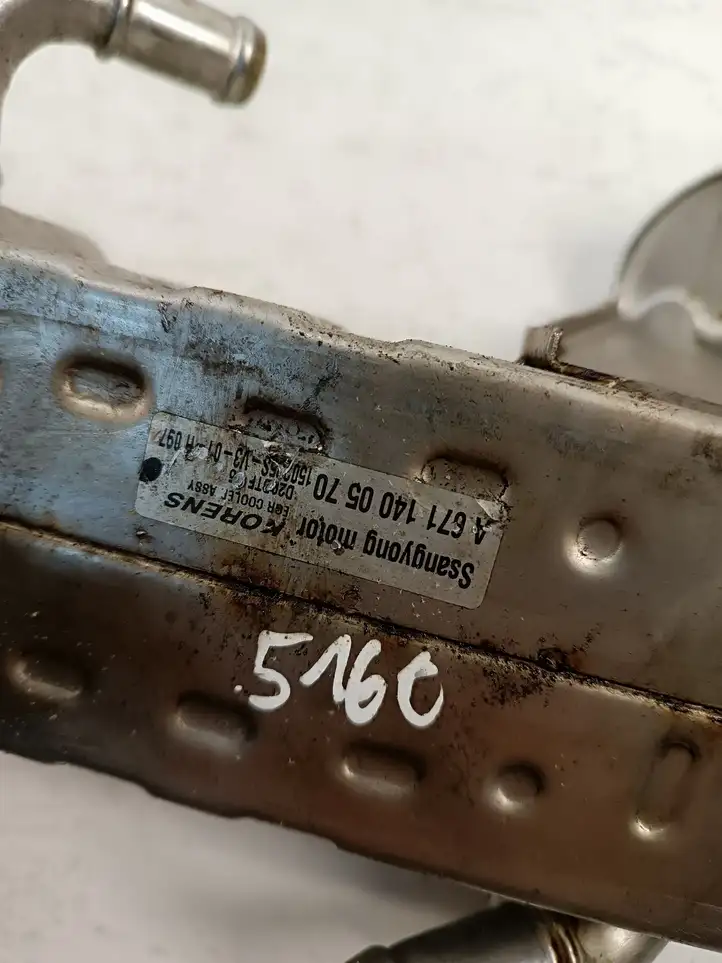 Ssangyong motor KORENS
EGR COOLER ASSY
A 671 140 05 70
5160